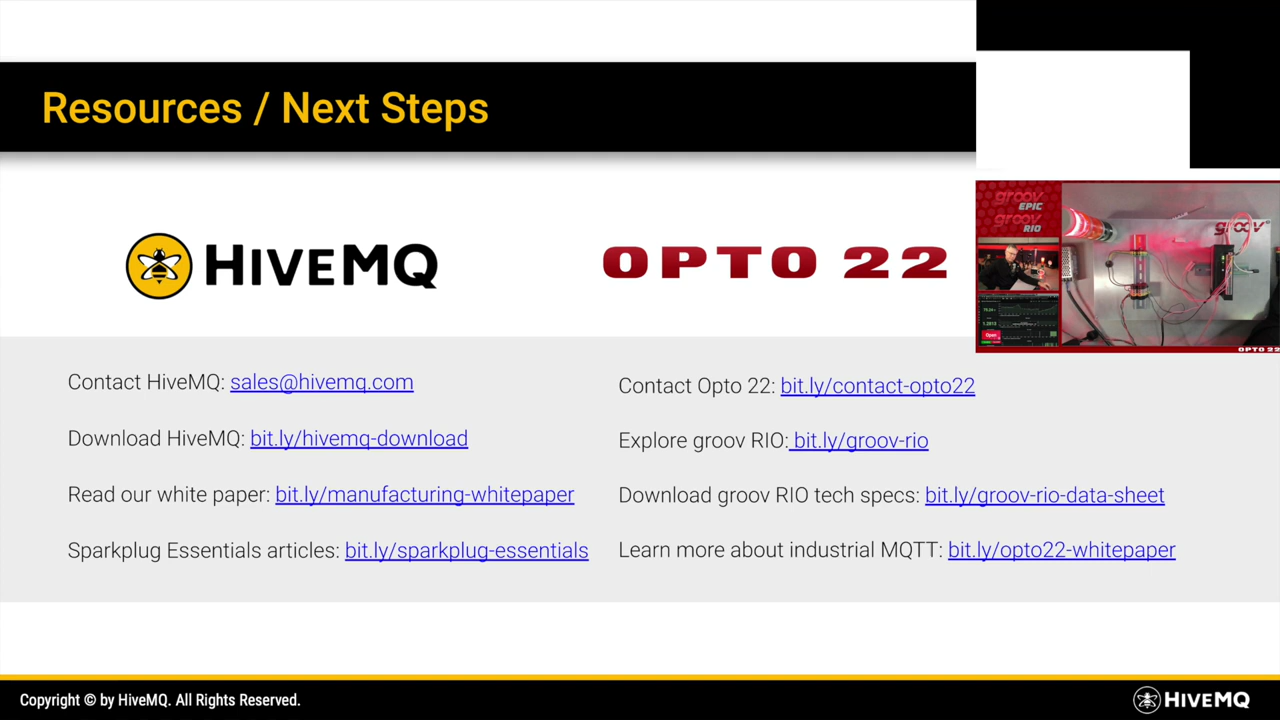 Resources / Next Steps
HIVEMQ
OPTO 22
groov
EPIC
groov
RIO
groov
Open
OPTO 22
Contact HiveMQ: sales@hivemq.com
Download HiveMQ: bit.ly/hivemq-download
Read our white paper: bit.ly/manufacturing-whitepaper
Sparkplug Essentials articles: bit.ly/sparkplug-essentials
Contact Opto 22: bit.ly/contact-opto22
Explore groov RIO: bit.ly/groov-rio
Download groov RIO tech specs: bit.ly/groov-rio-data-sheet
Learn more about industrial MQTT: bit.ly/opto22-whitepaper
Copyright © by HiveMQ. All Rights Reserved.
HIVEMQ